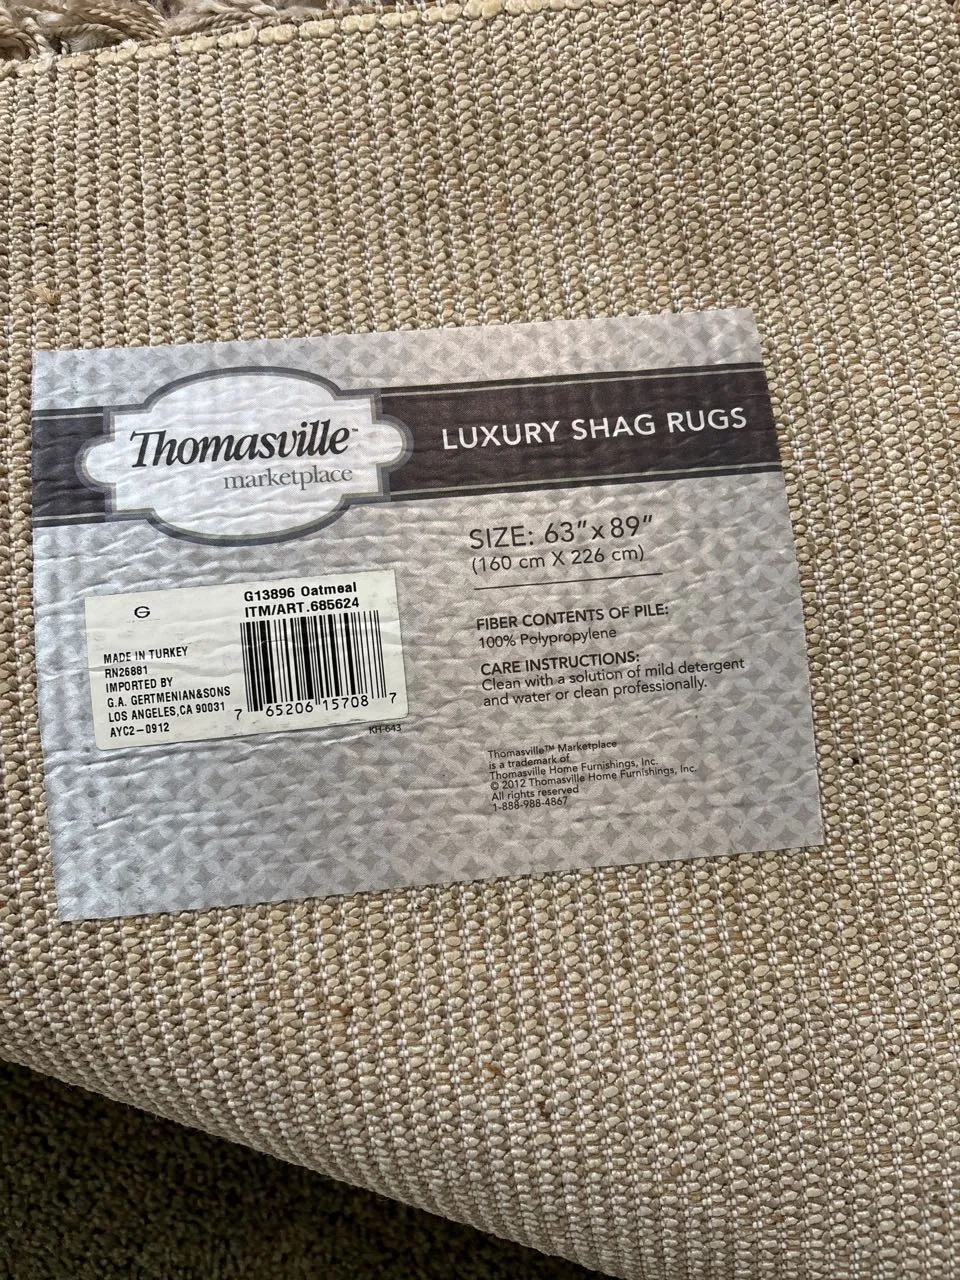 Thomasville™
marketplace
LUXURY SHAG RUGS
SIZE: 63" x 89"
(160 cm X 226 cm)
FIBER CONTENTS OF PILE:
100% Polypropylene
CARE INSTRUCTIONS:
Clean with a solution of mild detergent
and water or clean professionally.
Thomasville™ Marketplace
is a trademark of
Thomasville Home Furnishings, Inc.
© 2012 Thomasville Home Furnishings, Inc.
All rights reserved
1-888-988-4867
G
G13896 Oatmeal
ITM/ART.685624
MADE IN TURKEY
RN26881
IMPORTED BY
G.A. GERTMENIAN&SONS
LOS ANGELES,CA 90031
AYC2-0912
7 65206 15708 7
KH-643